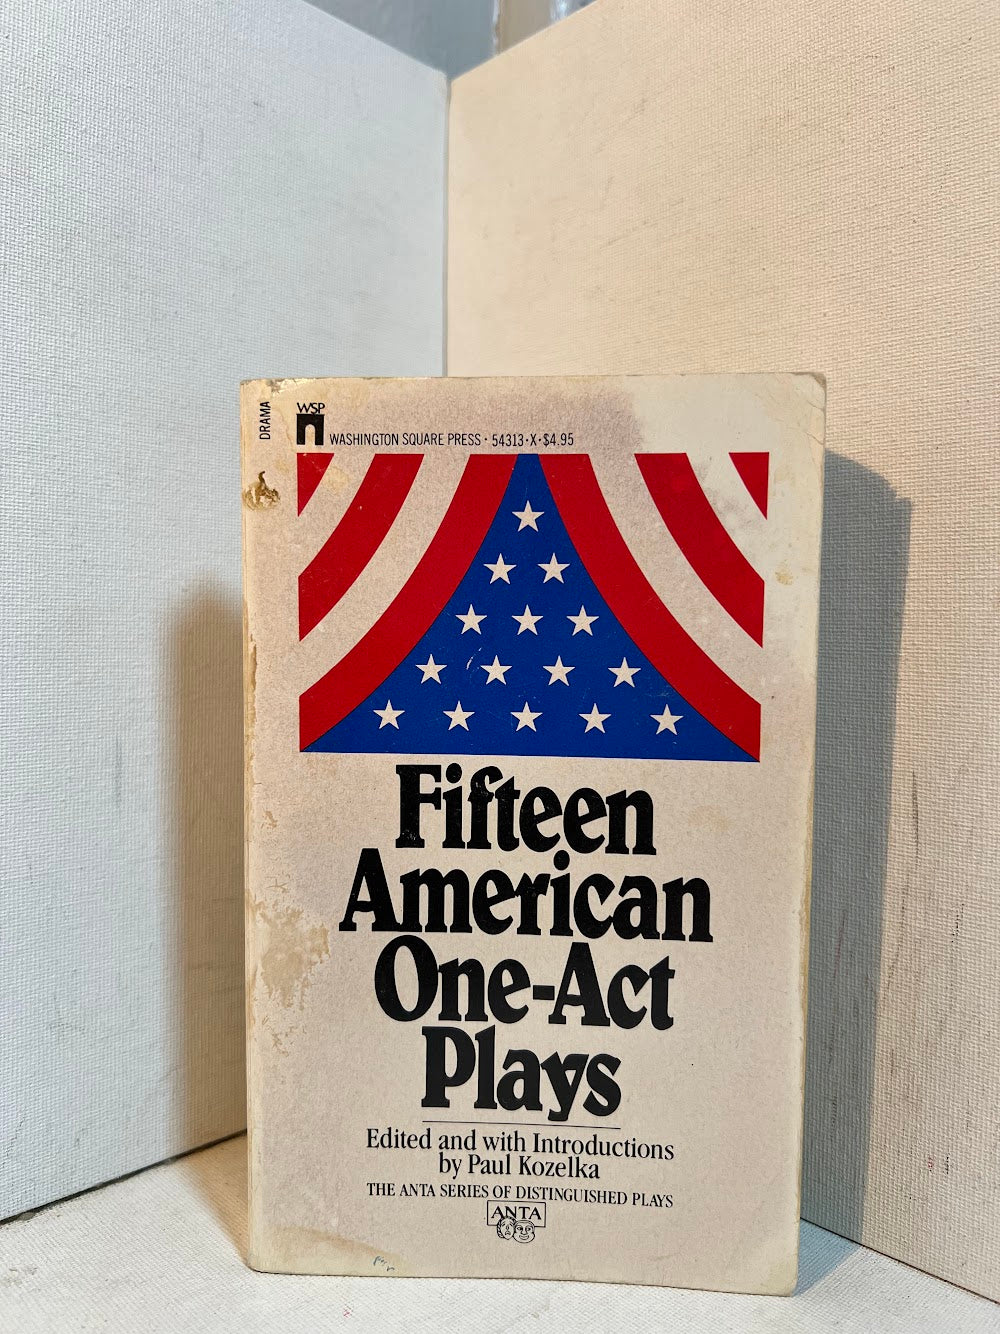 DRAMA
WSP
WASHINGTON SQUARE PRESS · 54313-X · $4.95
Fifteen
American
One-Act
Plays
Edited and with Introductions
by Paul Kozelka
THE ANTA SERIES OF DISTINGUISHED PLAYS
ANTA